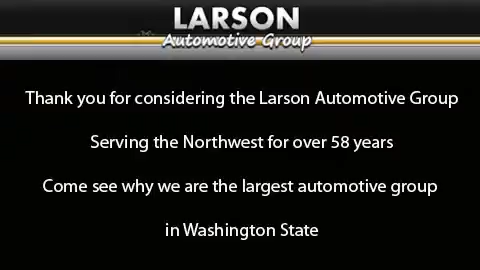 LARSON
Automotive Group
Thank you for considering the Larson Automotive Group
Serving the Northwest for over 58 years
Come see why we are the largest automotive group
in Washington State